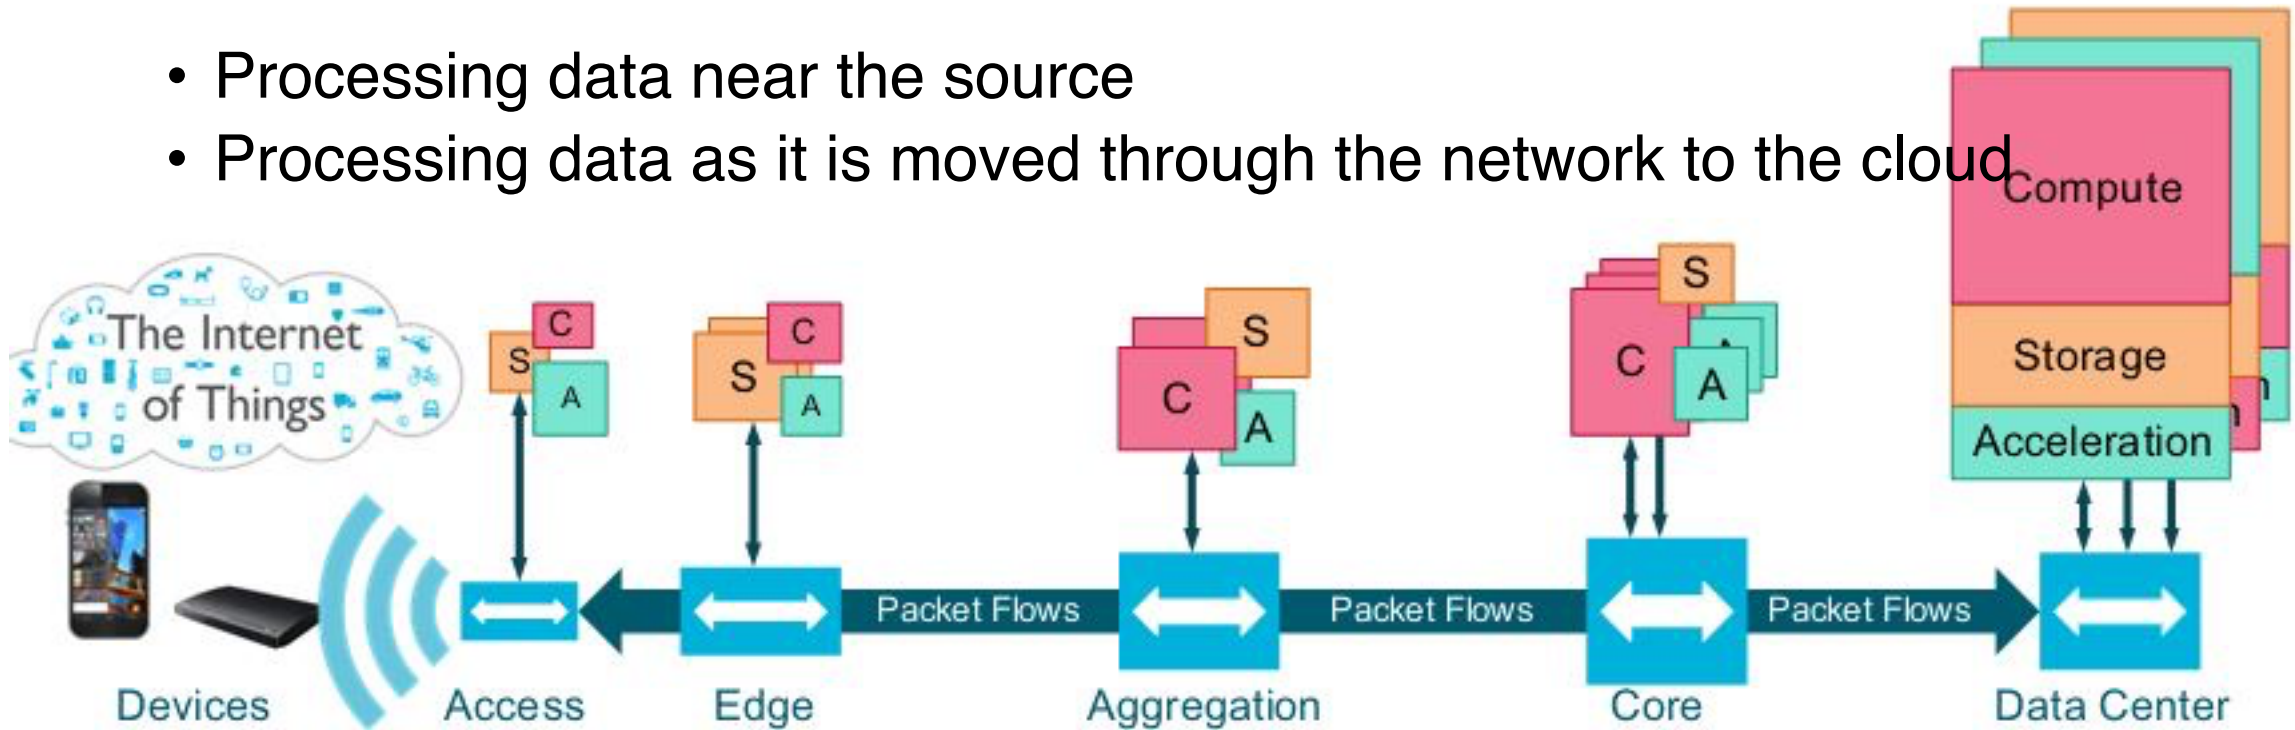 • Processing data near the source
• Processing data as it is moved through the network to the cloud
The Internet
of Things
S
C
A
S
C
A
C
S
A
C
S
A
A
Compute
Storage
Acceleration
n
n
Packet Flows
Packet Flows
Packet Flows
Devices
Access
Edge
Aggregation
Core
Data Center